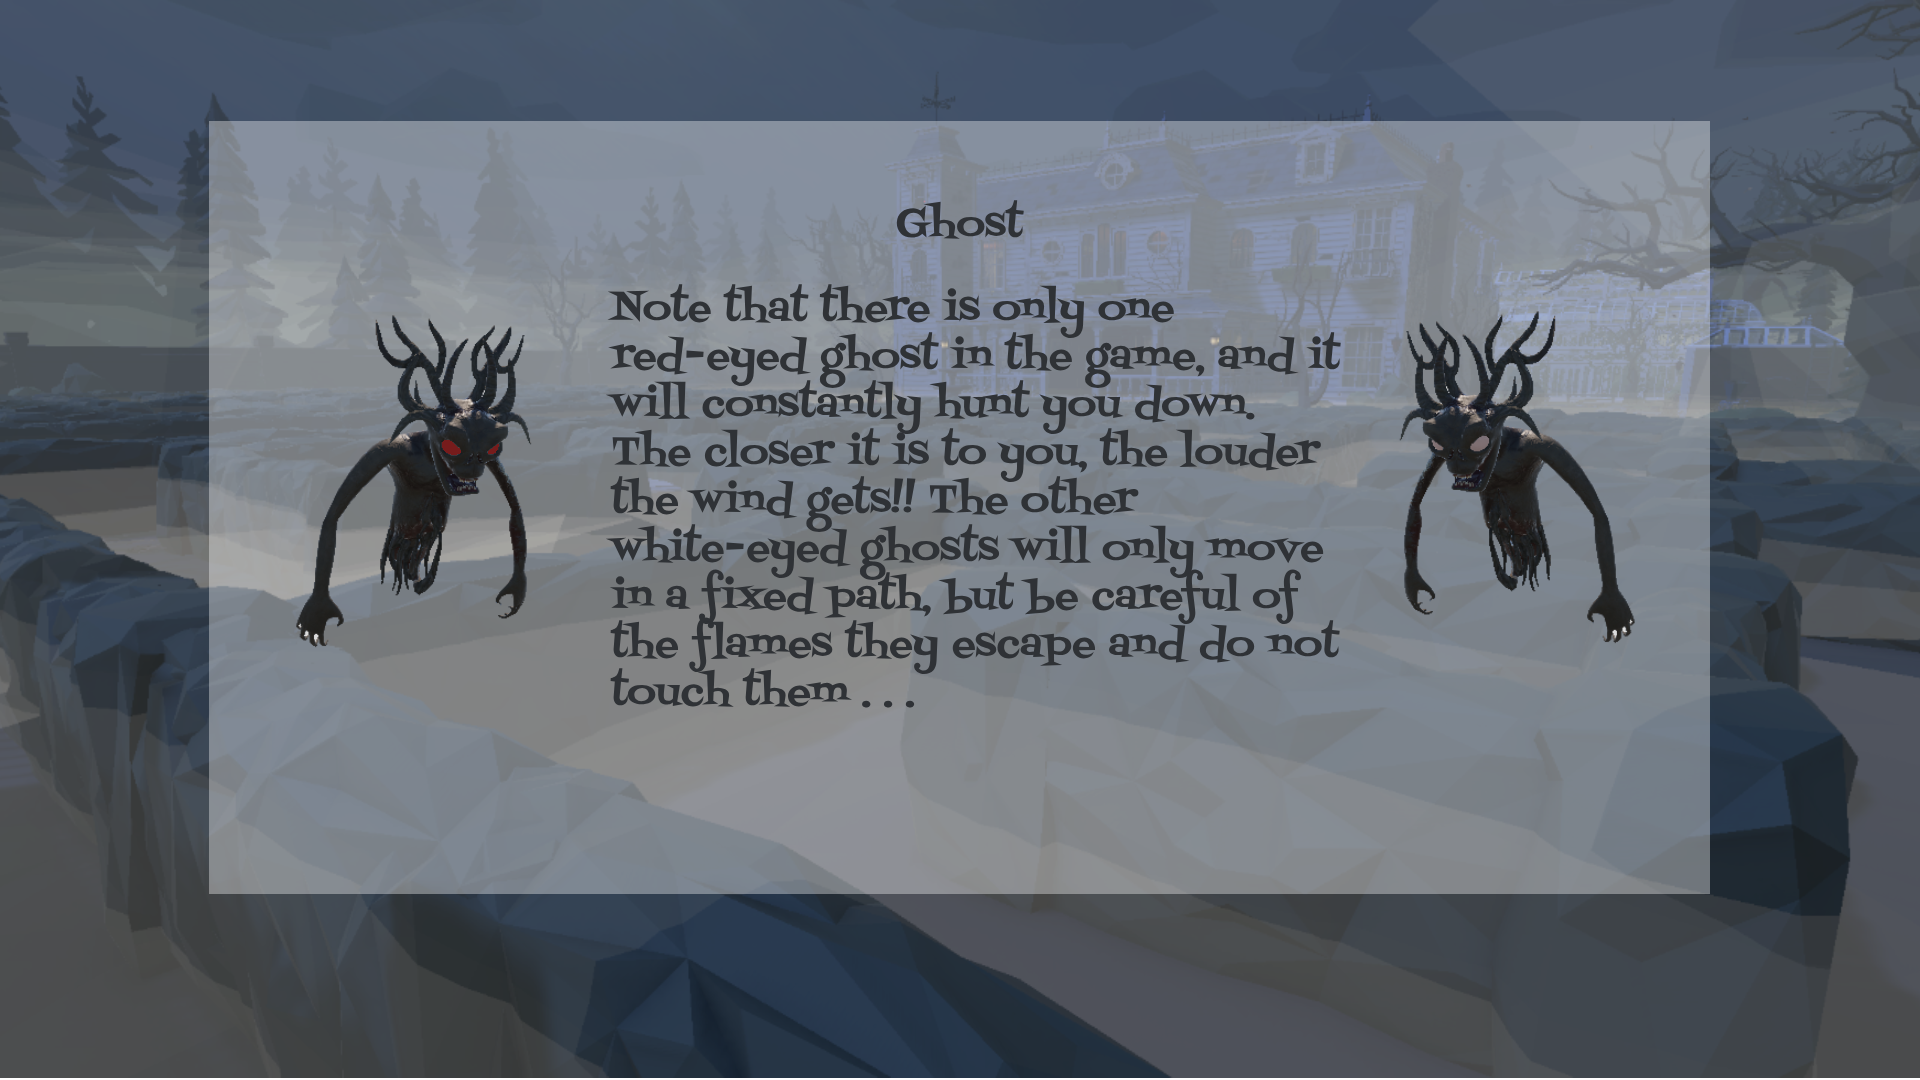 Ghost
Note that there is only one
red-eyed ghost in the game, and it
will constantly hunt you down.
The closer it is to you, the louder
the wind gets!! The other
white-eyed ghosts will only move
in a fixed path, but be careful of
the flames they escape and do not
touch them . . .